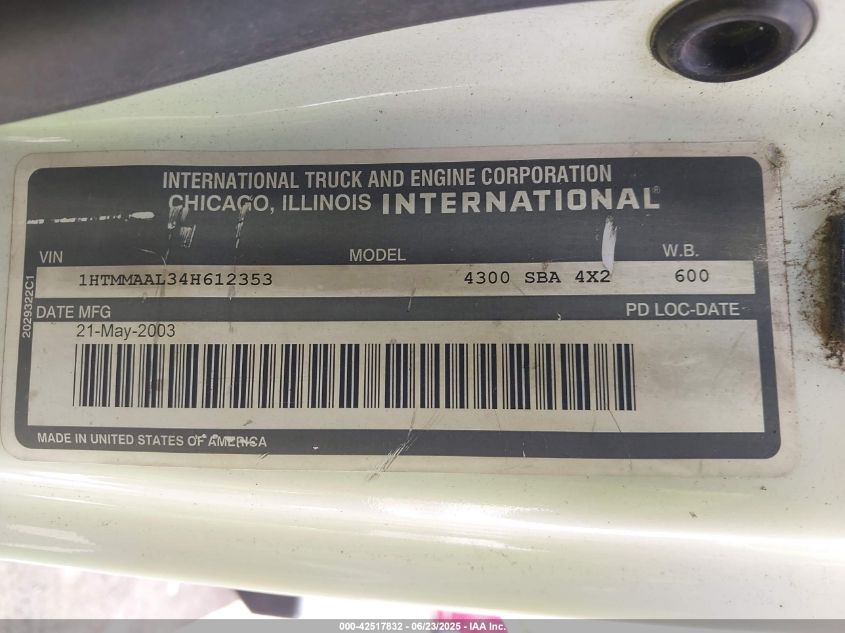 INTERNATIONAL TRUCK AND ENGINE CORPORATION
CHICAGO, ILLINOIS INTERNATIONAL®
VIN MODEL W.B.
1HTMMAAL34H612353 4300 SBA 4X2 600
2029322C1
DATE MFG PD LOC-DATE
21-May-2003
MADE IN UNITED STATES OF AMERICA
000-42517832 - 06/23/2025 - IAA Inc.